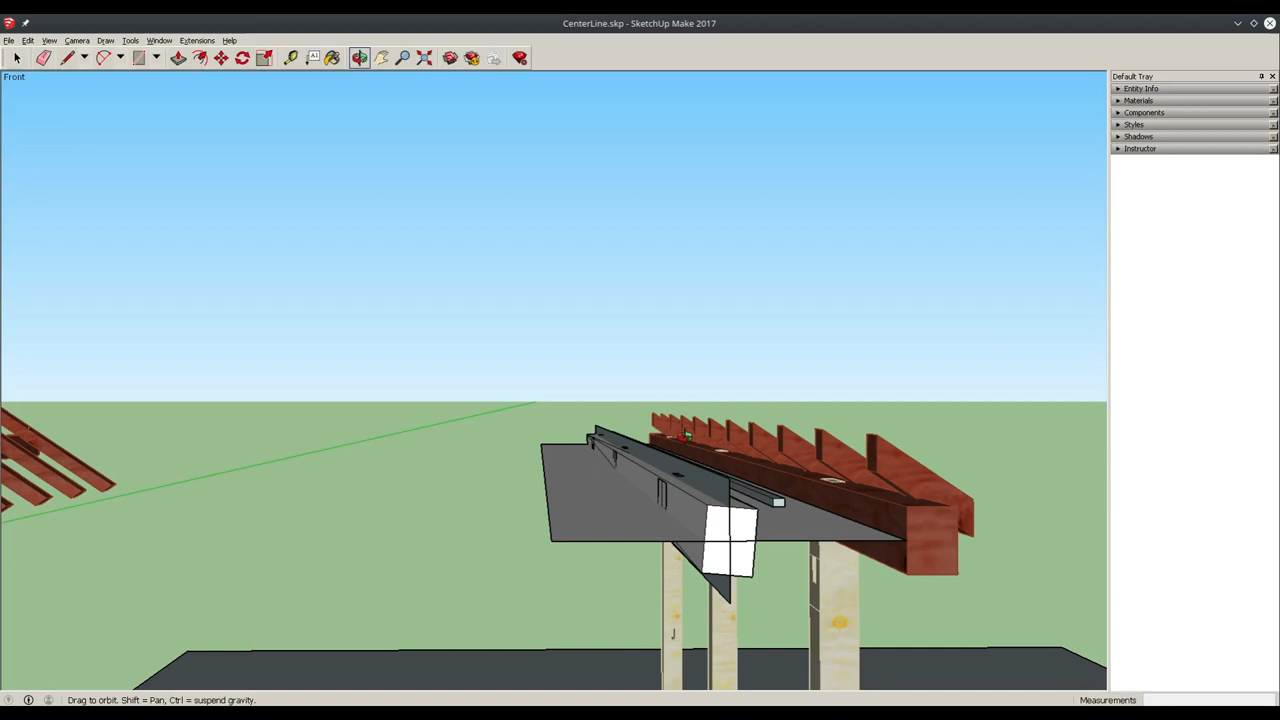 CenterLine.skp - SketchUp Make 2017
File Edit View Camera Draw Tools Window Extensions Help
A1
Front
Default Tray
Entity Info
Materials
Components
Styles
Shadows
Instructor
Drag to orbit. Shift = Pan, Ctrl = suspend gravity.
Measurements